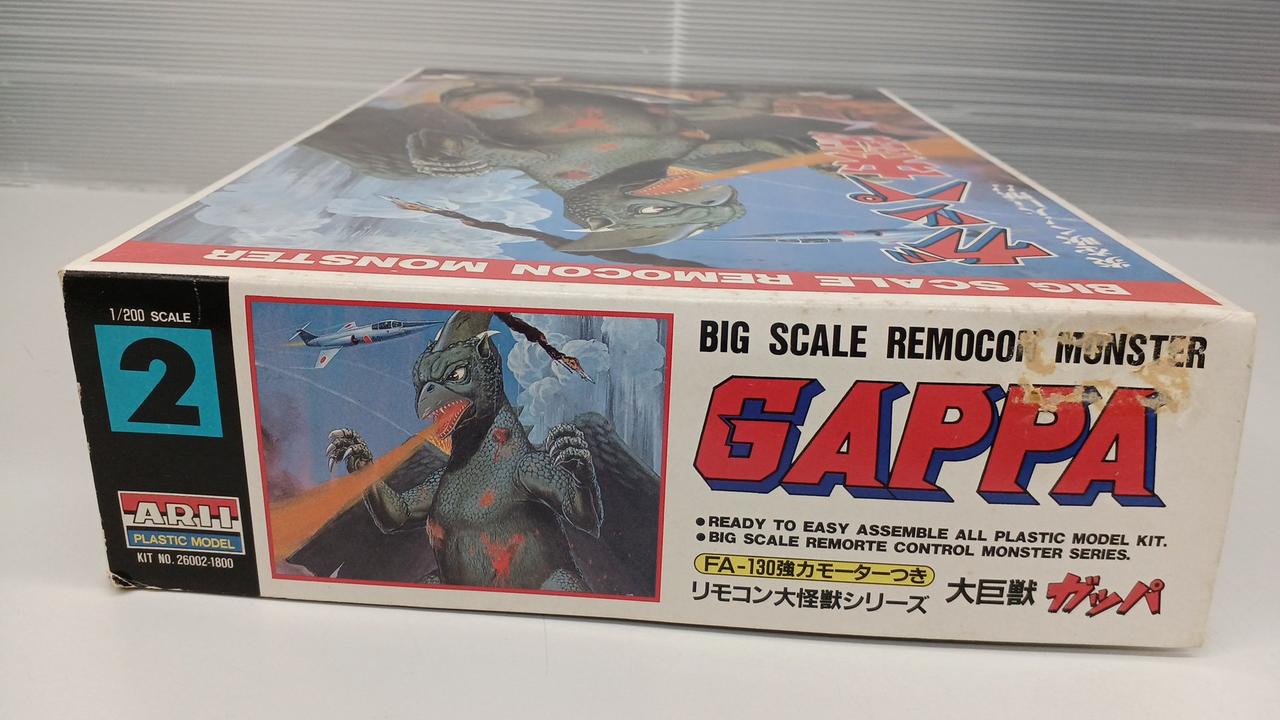 BIG SCALE REMOCON MONSTER
ガッパ
1/200 SCALE
2
ARII
PLASTIC MODEL
KIT NO. 26002-1800
BIG SCALE REMOCON MONSTER
GAPPA
●READY TO EASY ASSEMBLE ALL PLASTIC MODEL KIT.
●BIG SCALE REMORTE CONTROL MONSTER SERIES.
FA-130強力モーターつき
リモコン大怪獣シリーズ 大巨獣 ガッパ